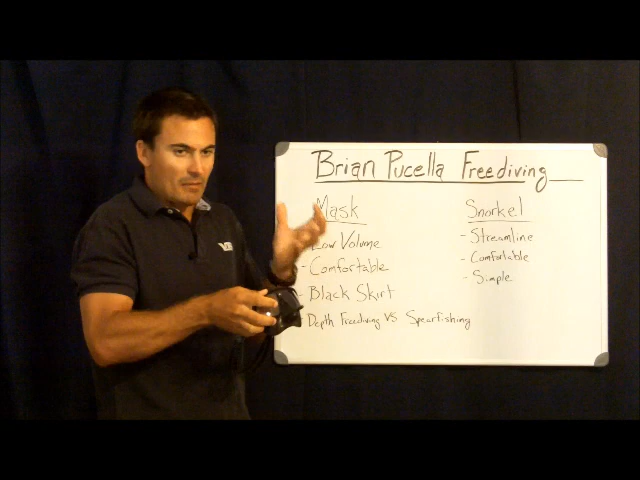 Brian Pucella Freediving
Mask
Low Volume
- Comfortable
- Black Skirt
- Depth Freediving VS Spearfishing
Snorkel
- Streamline
- Comfortable
- Simple